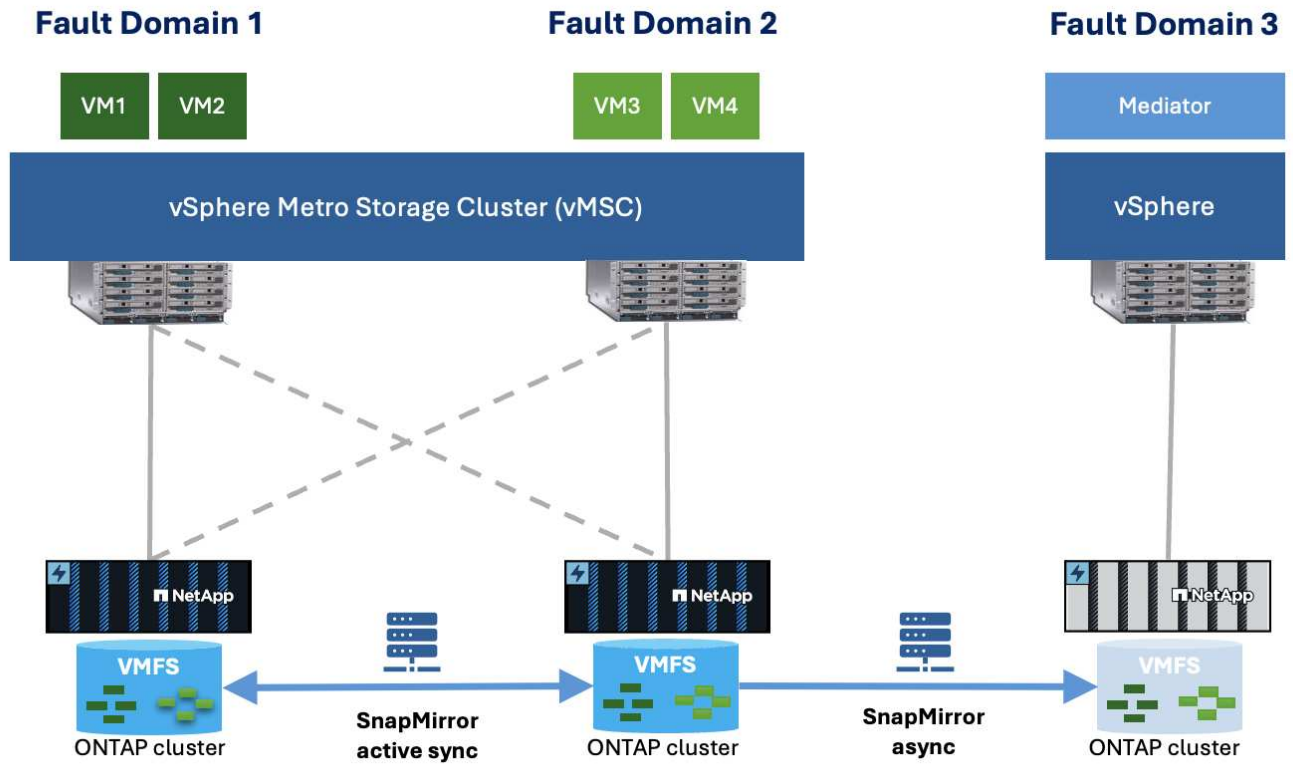 Fault Domain 1
Fault Domain 2
Fault Domain 3
VM1
VM2
VM3
VM4
Mediator
vSphere Metro Storage Cluster (vMSC)
vSphere
NetApp
NetApp
NetApp
VMFS
VMFS
VMFS
SnapMirror
active sync
SnapMirror
async
ONTAP cluster
ONTAP cluster
ONTAP cluster